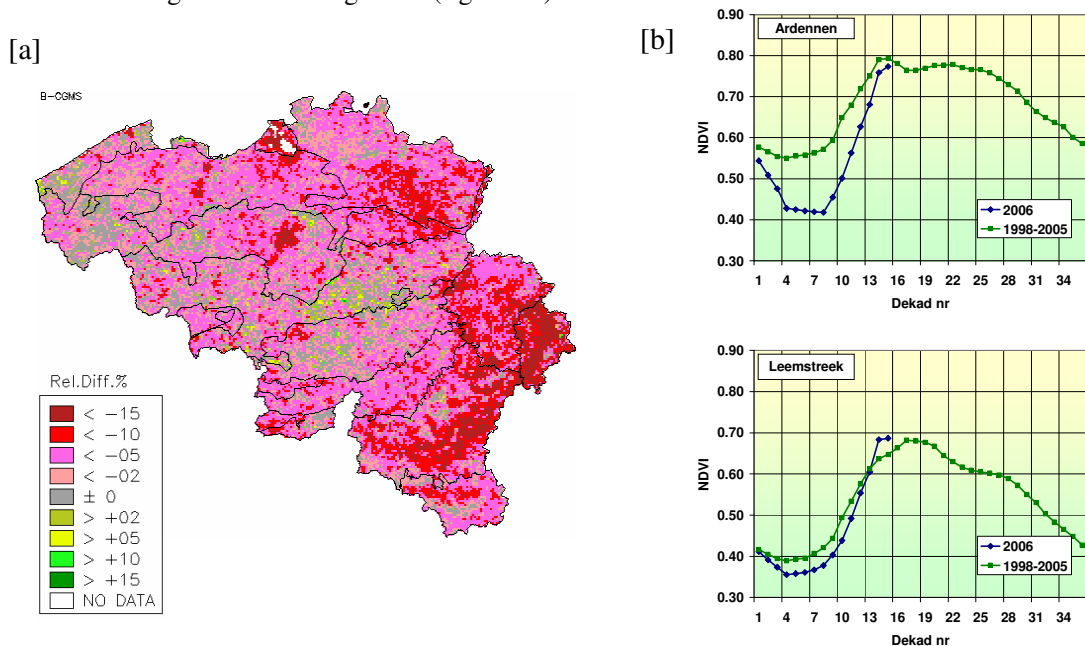 [a]
B-CGMS
Rel.Diff.%
< -15
< -10
< -05
< -02
± 0
> +02
> +05
> +10
> +15
NO DATA
[b]
Ardennen
0.90
0.80
0.70
0.60
0.50
0.40
0.30
NDVI
2006
1998-2005
1 4 7 10 13 16 19 22 25 28 31 34
Dekad nr
Leemstreek
0.90
0.80
0.70
0.60
0.50
0.40
0.30
NDVI
2006
1998-2005
1 4 7 10 13 16 19 22 25 28 31 34
Dekad nr